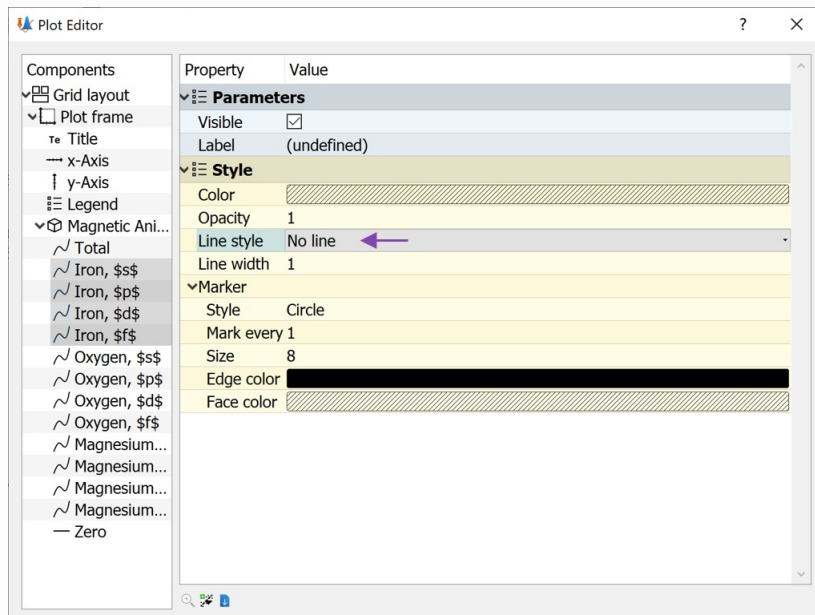 Plot Editor
?
Components
Grid layout
Plot frame
Te Title
x-Axis
y-Axis
Legend
Magnetic Ani...
Total
Iron, $s$
Iron, $p$
Iron, $d$
Iron, $f$
Oxygen, $s$
Oxygen, $p$
Oxygen, $d$
Oxygen, $f$
Magnesium...
Magnesium...
Magnesium...
Magnesium...
Zero
Property Value
Parameters
Visible
Label (undefined)
Style
Color
Opacity 1
Line style No line
Line width 1
Marker
Style Circle
Mark every 1
Size 8
Edge color
Face color